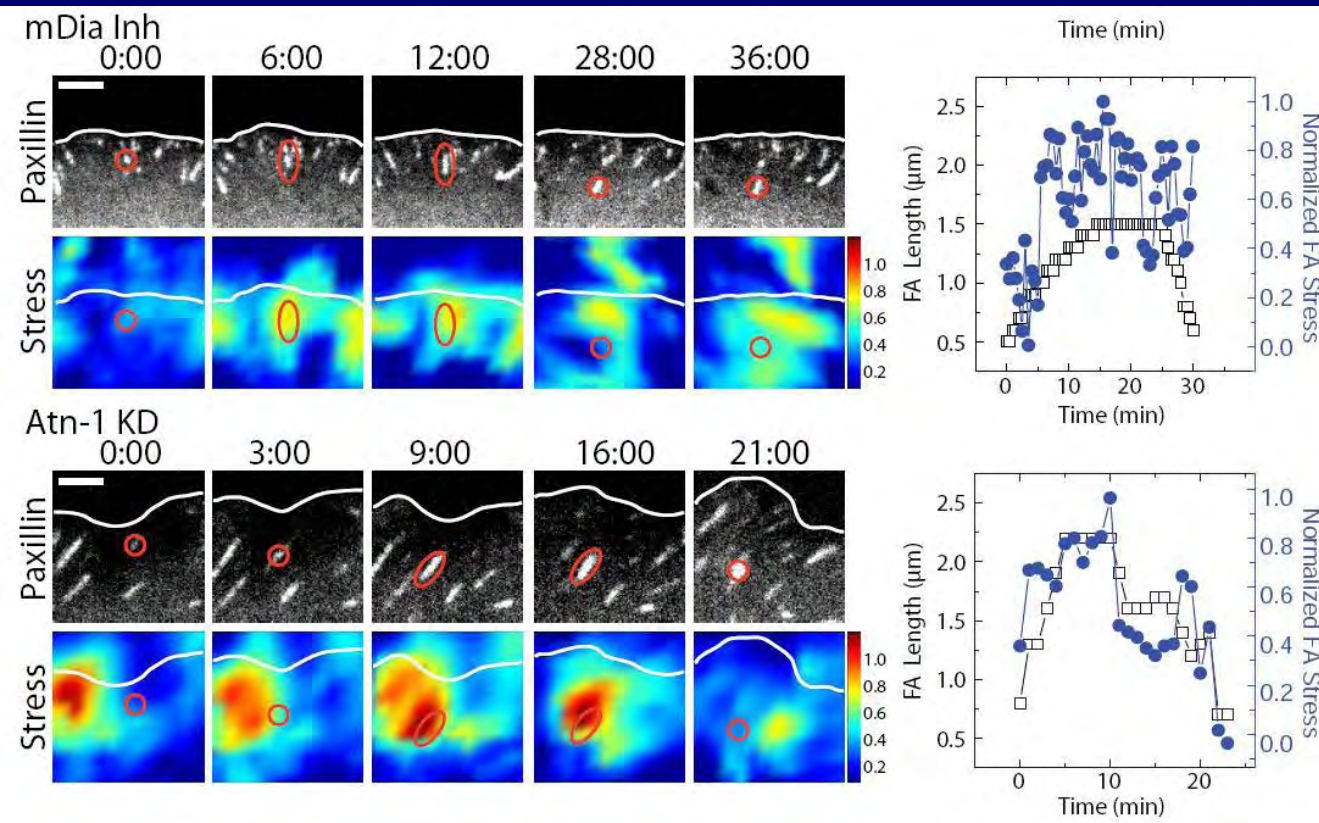 mDia Inh
0:00 6:00 12:00 28:00 36:00
Paxillin
Stress
1.0
0.8
0.6
0.4
0.2
Time (min)
FA Length (μm)
2.5
2.0
1.5
1.0
0.5
1.0
0.8
0.6
0.4
0.2
0.0
Normalized FA Stress
0 10 20 30
Time (min)
Atn-1 KD
0:00 3:00 9:00 16:00 21:00
Paxillin
Stress
1.0
0.8
0.6
0.4
0.2
FA Length (μm)
2.5
2.0
1.5
1.0
0.5
1.0
0.8
0.6
0.4
0.2
0.0
Normalized FA Stress
0 10 20
Time (min)